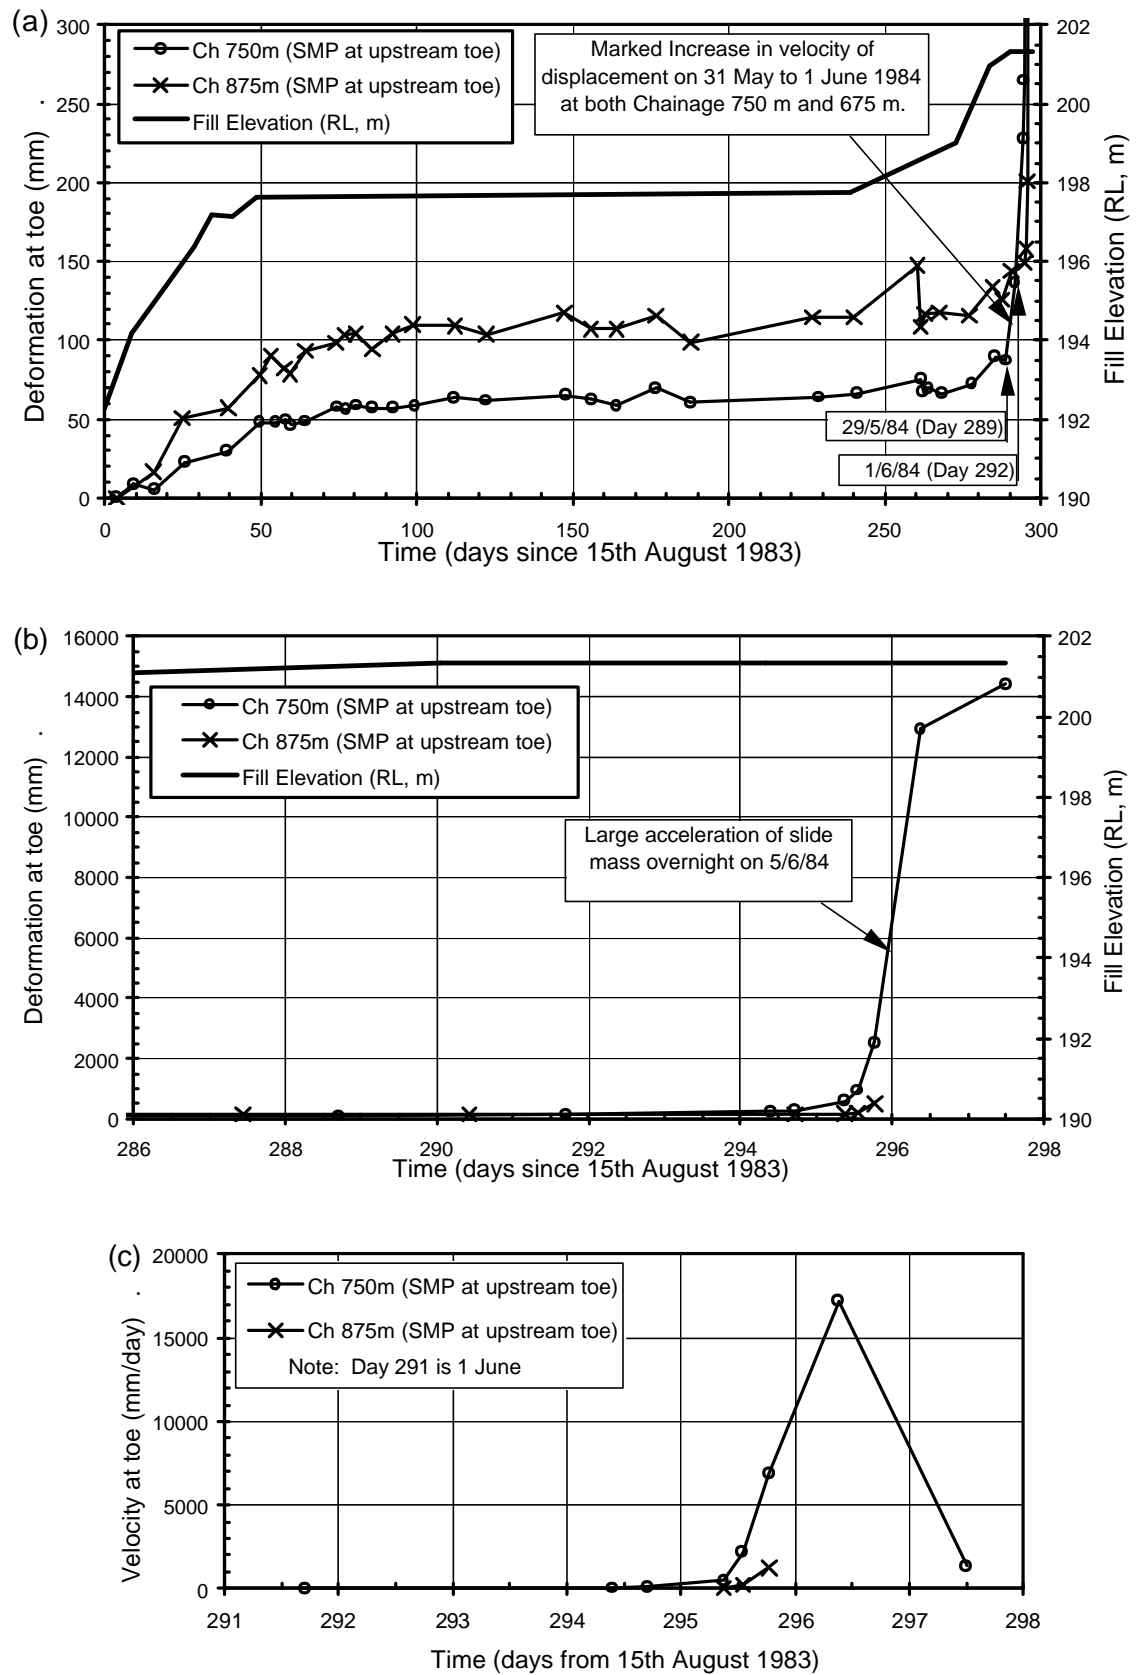 (a)
300
250
200
150
100
50
0
Deformation at toe (mm)
Ch 750m (SMP at upstream toe)
Ch 875m (SMP at upstream toe)
Fill Elevation (RL, m)
Marked Increase in velocity of
displacement on 31 May to 1 June 1984
at both Chainage 750 m and 675 m.
29/5/84 (Day 289)
1/6/84 (Day 292)
202
200
198
196
194
192
190
Fill Elevation (RL, m)
0 50 100 150 200 250 300
Time (days since 15th August 1983)
(b)
16000
14000
12000
10000
8000
6000
4000
2000
0
Deformation at toe (mm)
Ch 750m (SMP at upstream toe)
Ch 875m (SMP at upstream toe)
Fill Elevation (RL, m)
Large acceleration of slide
mass overnight on 5/6/84
202
200
198
196
194
192
190
Fill Elevation (RL, m)
286 288 290 292 294 296 298
Time (days since 15th August 1983)
(c)
20000
15000
10000
5000
0
Velocity at toe (mm/day)
Ch 750m (SMP at upstream toe)
Ch 875m (SMP at upstream toe)
Note: Day 291 is 1 June
291 292 293 294 295 296 297 298
Time (days from 15th August 1983)